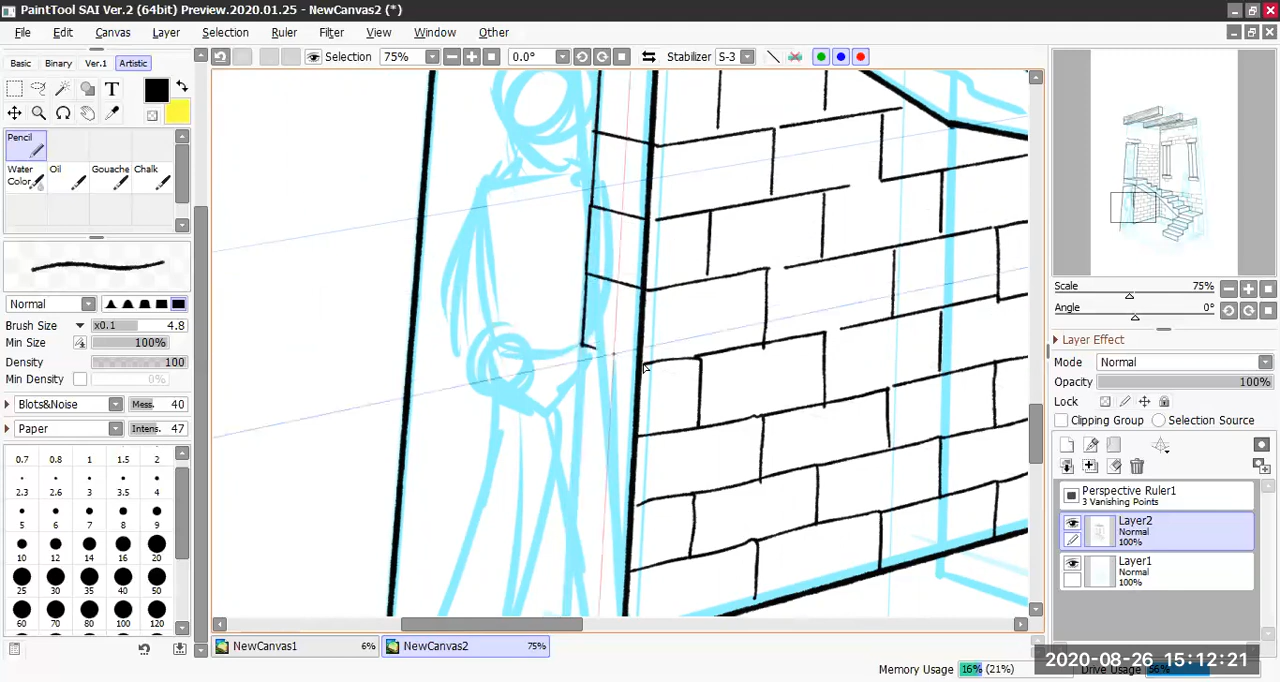 PaintTool SAI Ver.2 (64bit) Preview.2020.01.25 - NewCanvas2 (*)
File Edit Canvas Layer Selection Ruler Filter View Window Other
Selection 75% 0.0° Stabilizer S-3
Basic Binary Ver.1 Artistic
T
Pencil
Water Color Oil Gouache Chalk
Normal
Brush Size x0.1 4.8
Min Size 100%
Density 100
Min Density 0%
Blots&Noise Mess. 40
Paper Intens. 47
0.7 0.8 1 1.5 2
2.3 2.6 3 3.5 4
5 6 7 8 9
10 12 14 16 20
25 30 35 40 50
60 70 80 100 120
Scale 75%
Angle 0°
Layer Effect
Mode Normal
Opacity 100%
Lock
Clipping Group Selection Source
Perspective Ruler1
3 Vanishing Points
Layer2
Normal
100%
Layer1
Normal
100%
NewCanvas1 6% NewCanvas2 75%
Memory Usage 16% (21%) Drive Usage 56%
2020-08-26 15:12:21